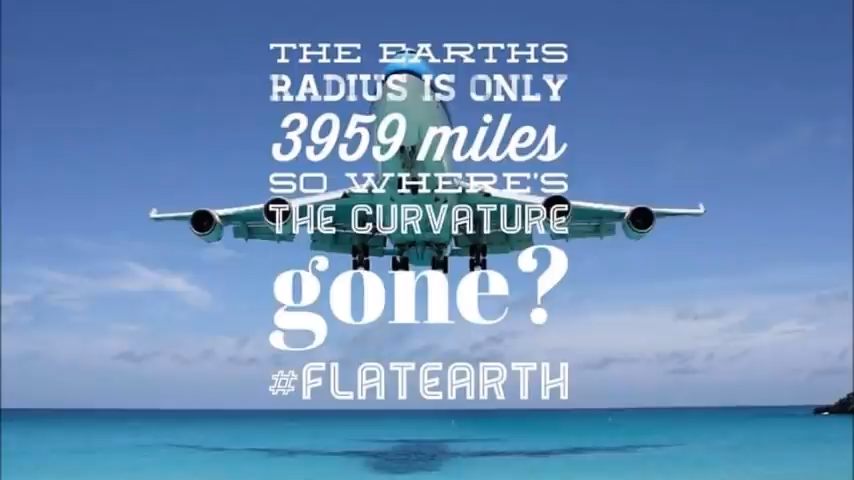 THE EARTHS
RADIUS IS ONLY
3959 miles
SO WHERE'S
THE CURVATURE
gone?
#FLATEARTH